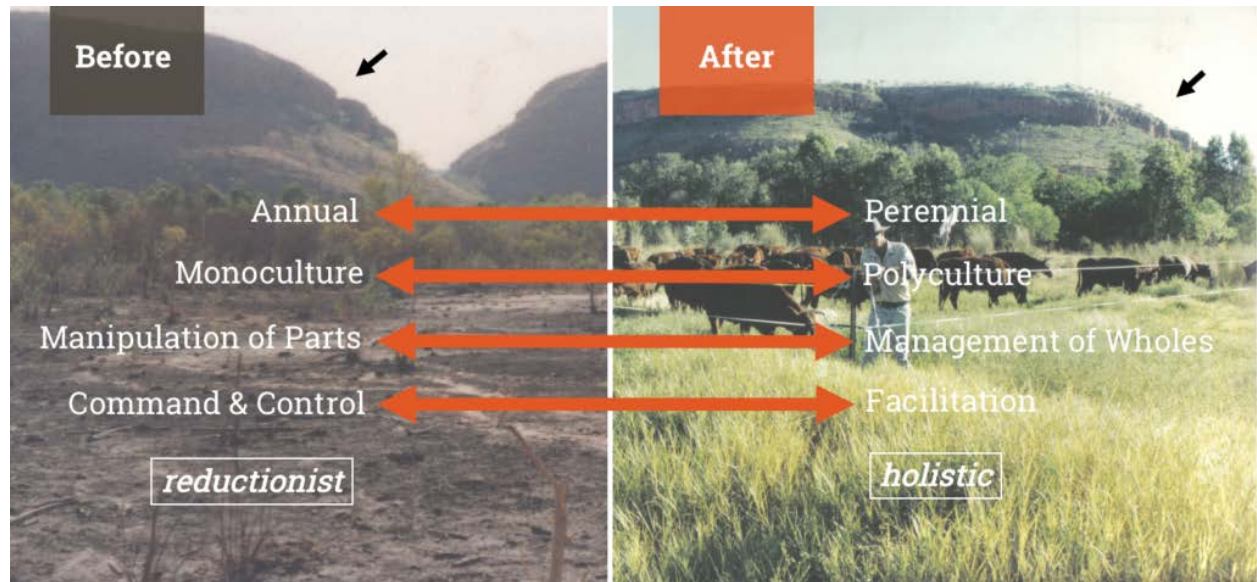 Before
After
Annual
Perennial
Monoculture
Polyculture
Manipulation of Parts
Management of Wholes
Command & Control
Facilitation
reductionist
holistic